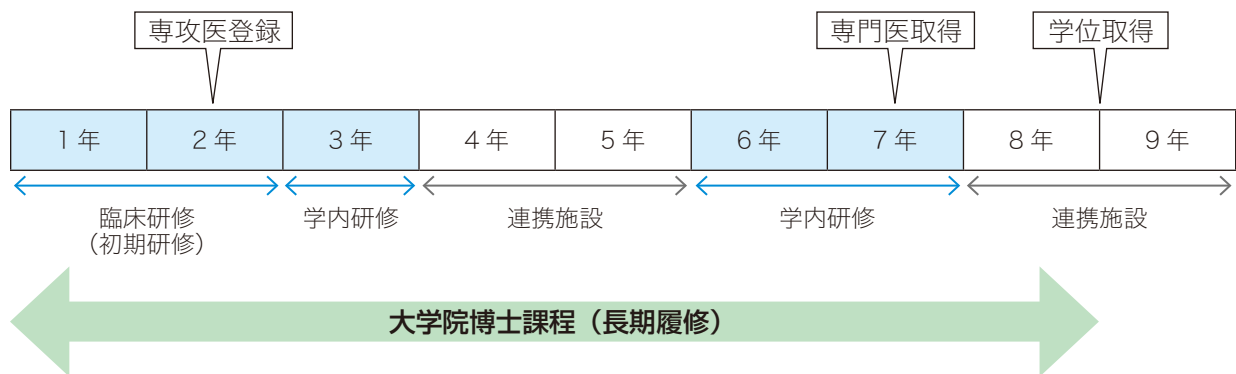 専攻医登録
専門医取得
学位取得
1年
2年
3年
4年
5年
6年
7年
8年
9年
臨床研修
（初期研修）
学内研修
連携施設
学内研修
連携施設
大学院博士課程（長期履修）